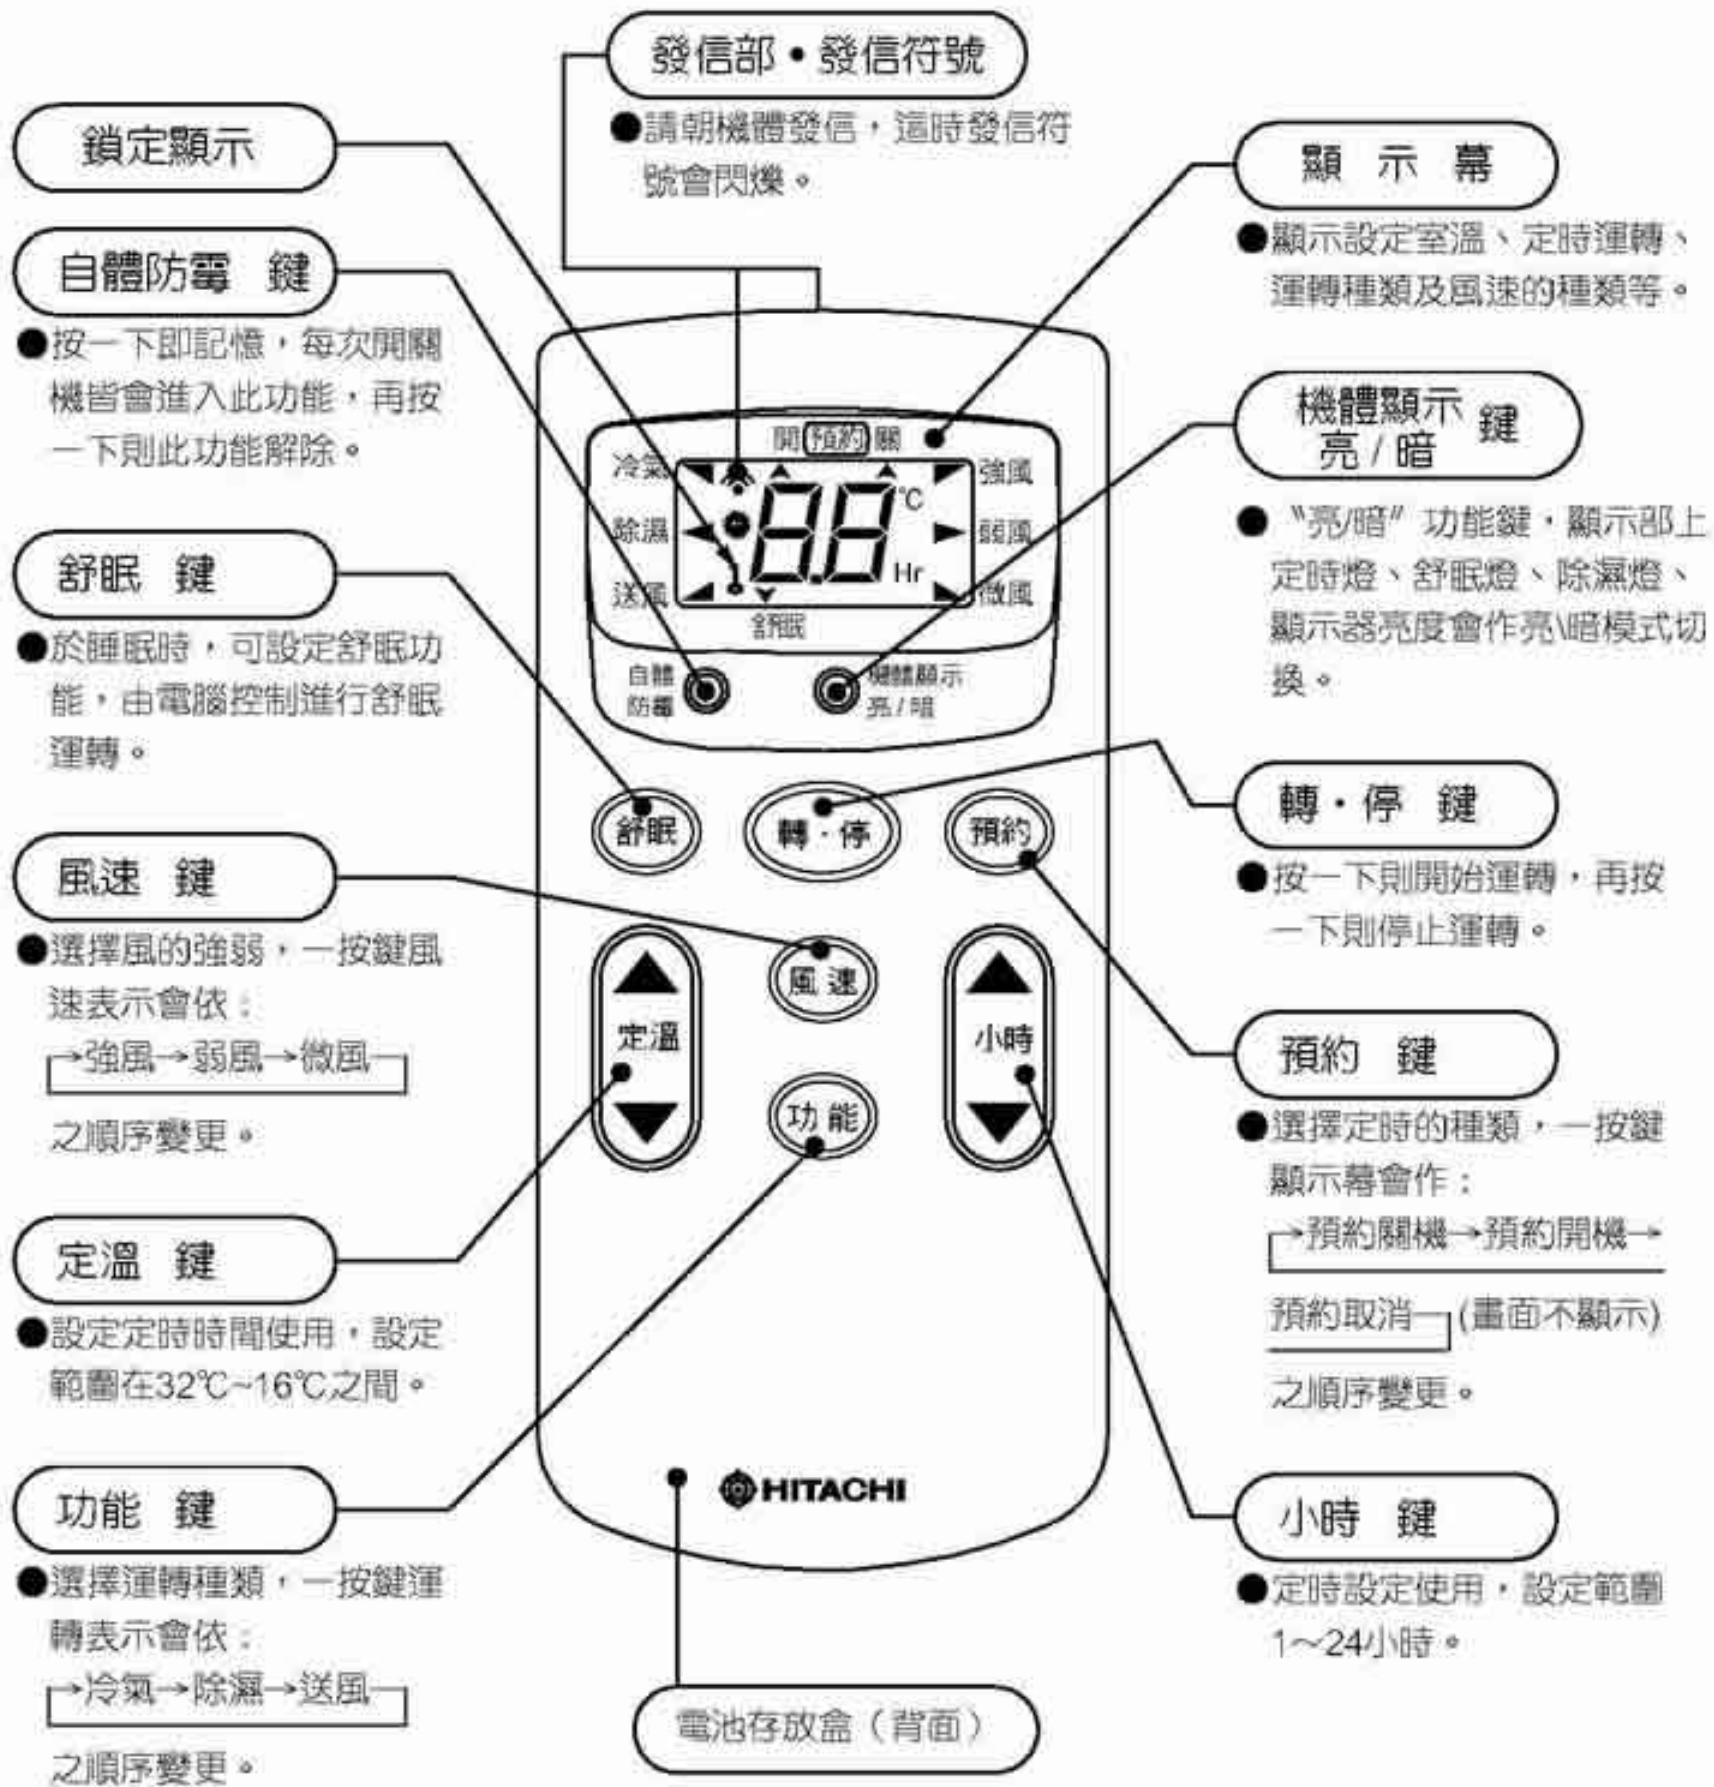 發信部・發信符號
●請朝機體發信，這時發信符
號會閃爍。
鎖定顯示
自體防霉 鍵
●按一下即記憶，每次開關
機皆會進入此功能，再按
一下則此功能解除。
舒眠 鍵
●於睡眠時，可設定舒眠功
能，由電腦控制進行舒眠
運轉。
風速 鍵
●選擇風的強弱，一按鍵風
速表示會依：
→強風→弱風→微風
之順序變更。
定溫 鍵
●設定定時時間使用，設定
範圍在32℃~16℃之間。
功能 鍵
●選擇運轉種類，一按鍵運
轉表示會依：
→冷氣→除濕→送風
之順序變更。
開 預約 關
冷氣
強風
℃
除濕
88
弱風
Hr
送風
微風
舒眠
自體
防霉
機體顯示
亮/暗
舒眠
轉・停
預約
風速
定溫
小時
功能
HITACHI
電池存放盒（背面）
顯示幕
●顯示設定室溫、定時運轉、
運轉種類及風速的種類等。
機體顯示
亮/暗 鍵
●〝亮/暗〞功能鍵，顯示部上
定時燈、舒眠燈、除濕燈、
顯示器亮度會作亮\暗模式切
換。
轉・停 鍵
●按一下則開始運轉，再按
一下則停止運轉。
預約 鍵
●選擇定時的種類，一按鍵
顯示幕會作：
→預約關機→預約開機→
預約取消 (畫面不顯示)
之順序變更。
小時 鍵
●定時設定使用，設定範圍
1～24小時。